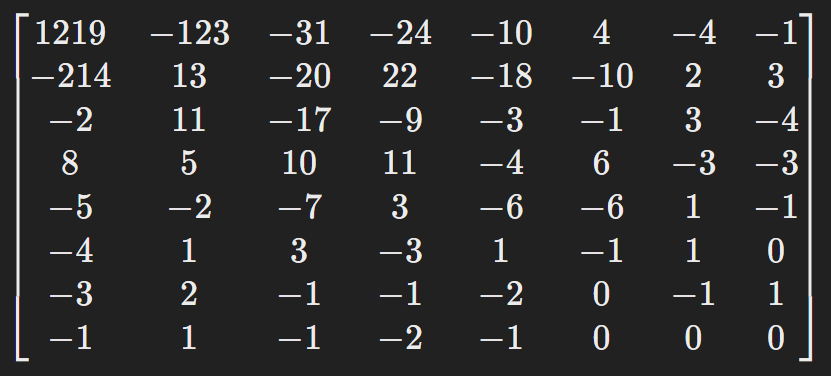 1219 −123 −31 −24 −10 4 −4 −1
−214 13 −20 22 −18 −10 2 3
−2 11 −17 −9 −3 −1 3 −4
8 5 10 11 −4 6 −3 −3
−5 −2 −7 3 −6 −6 1 −1
−4 1 3 −3 1 −1 1 0
−3 2 −1 −1 −2 0 −1 1
−1 1 −1 −2 −1 0 0 0